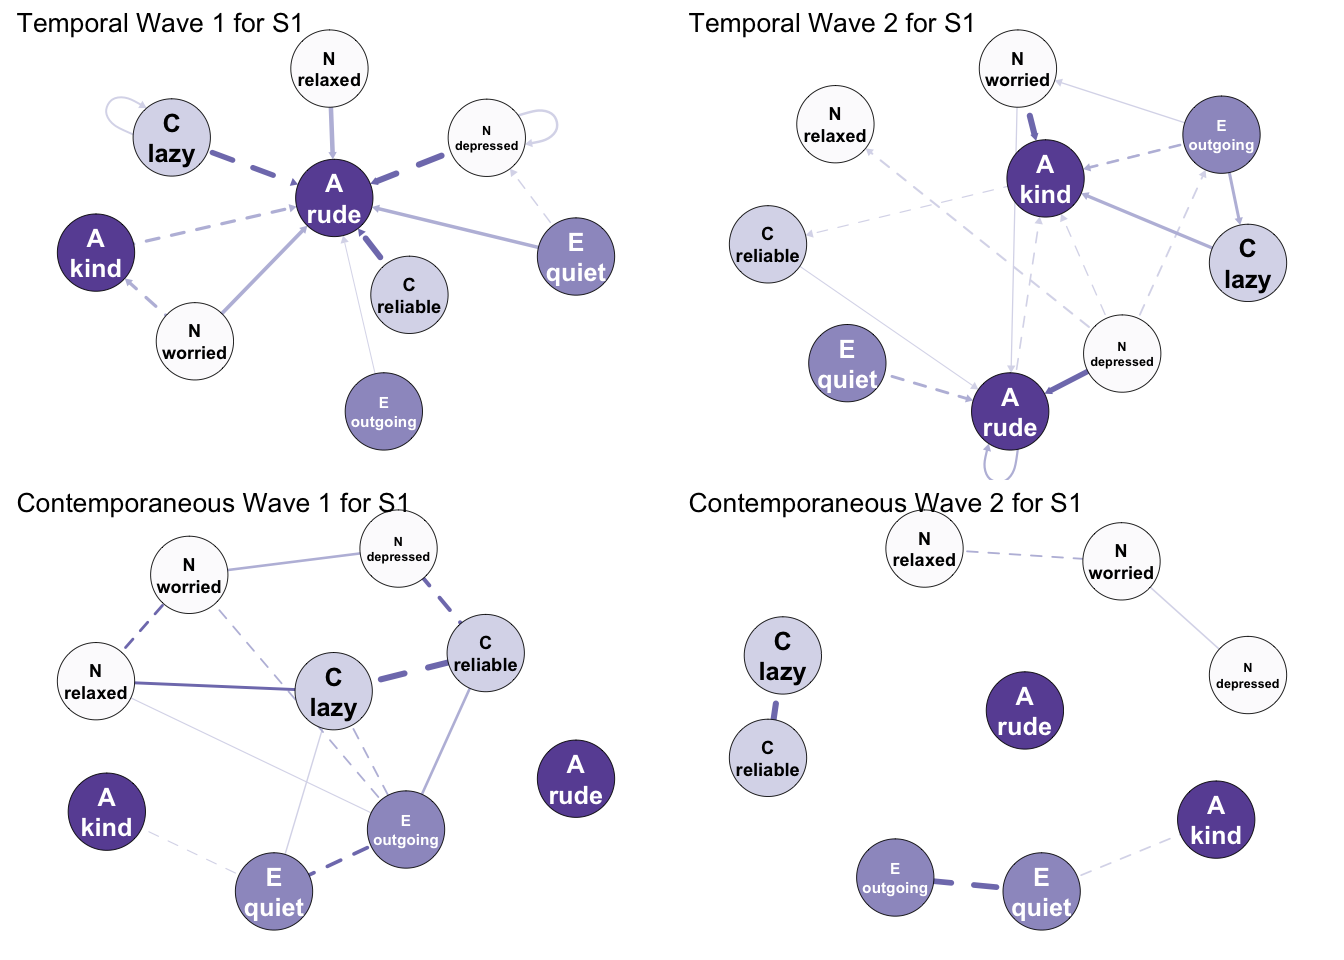 Temporal Wave 1 for S1
N
relaxed
C
lazy
N
depressed
A
rude
A
kind
E
quiet
C
reliable
N
worried
E
outgoing
Temporal Wave 2 for S1
N
worried
N
relaxed
E
outgoing
A
kind
C
reliable
C
lazy
E
quiet
N
depressed
A
rude
Contemporaneous Wave 1 for S1
N
depressed
N
worried
C
reliable
N
relaxed
C
lazy
A
rude
A
kind
E
outgoing
E
quiet
Contemporaneous Wave 2 for S1
N
relaxed
N
worried
C
lazy
N
depressed
A
rude
C
reliable
A
kind
E
outgoing
E
quiet